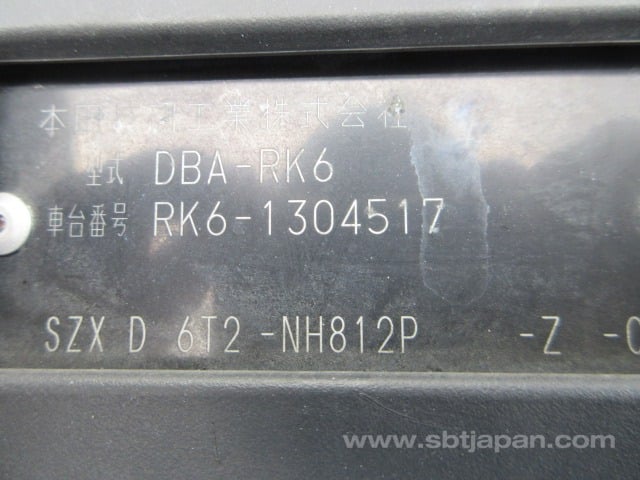 本田技研工業株式会社
型式 DBA-RK6
車台番号 RK6-1304517
SZX D 6T2 -NH812P -Z -C
www.sbtjapan.com